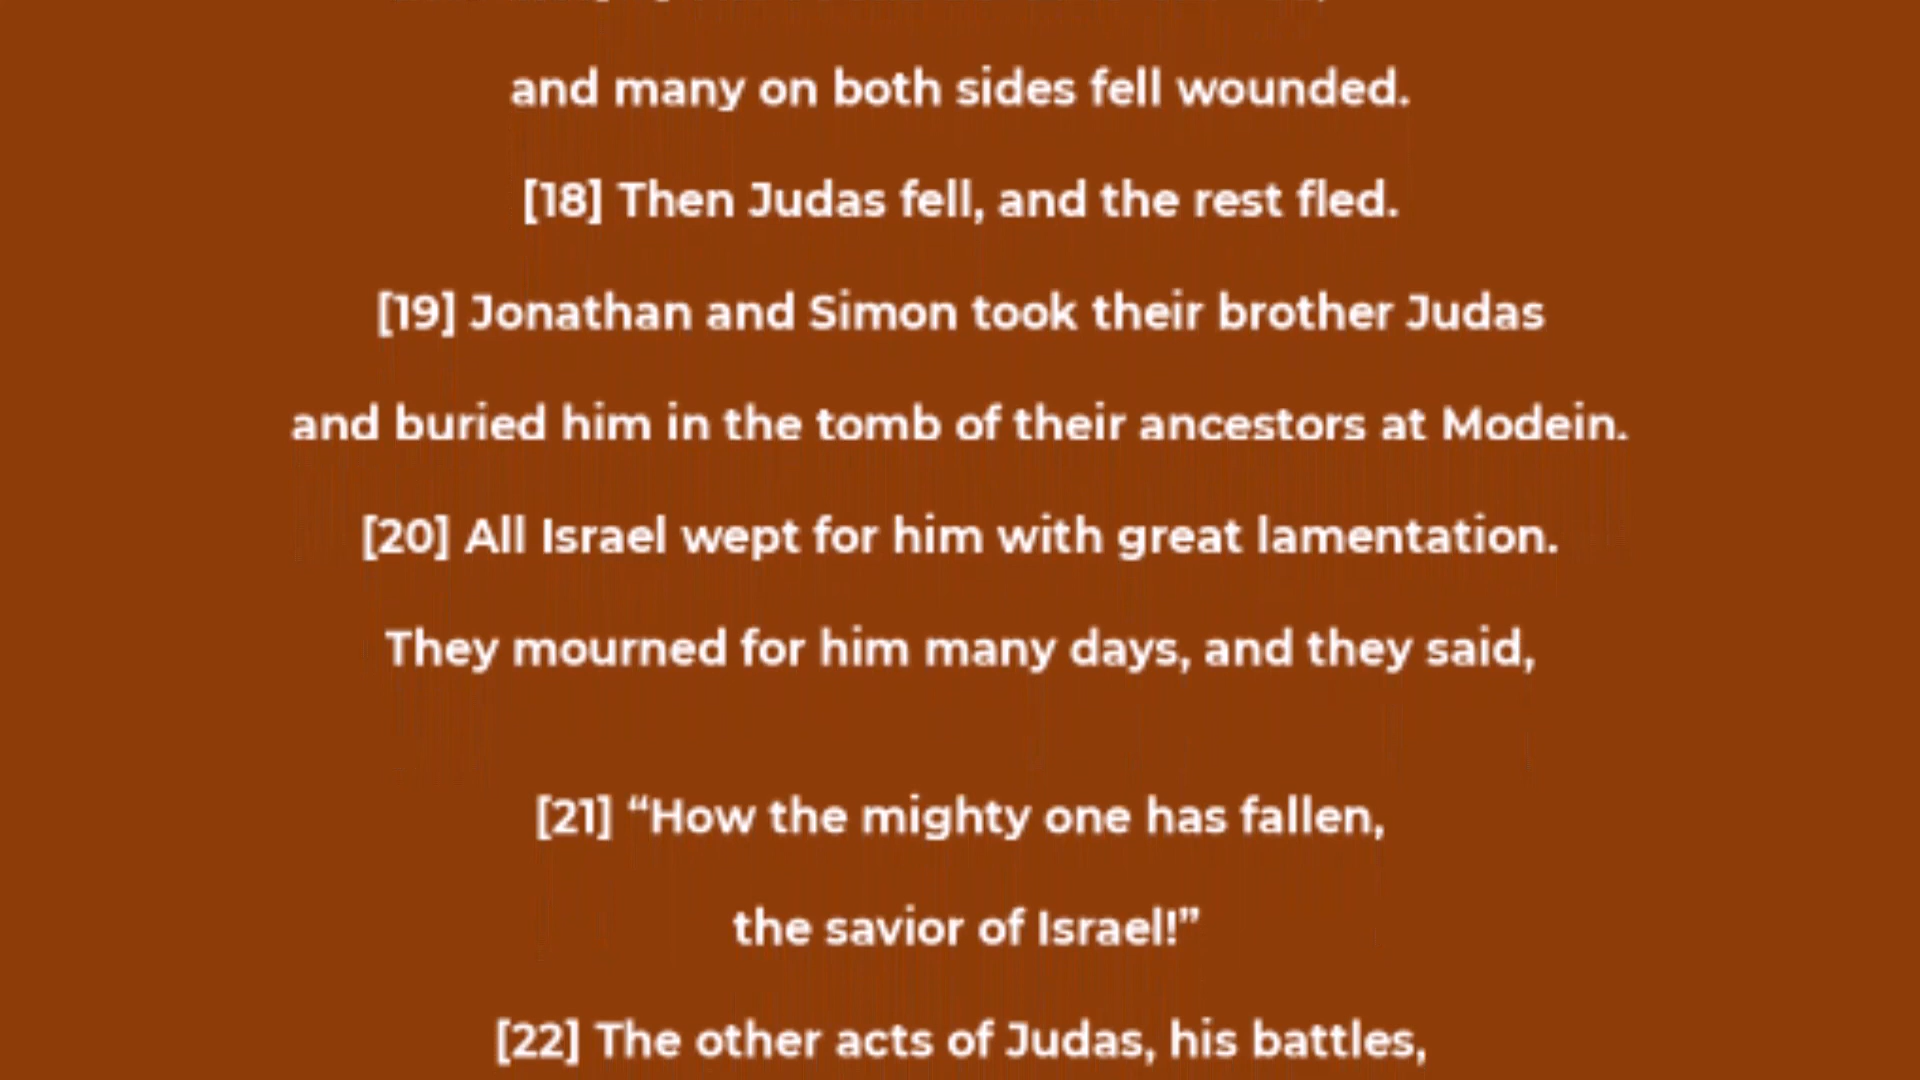 and many on both sides fell wounded.
[18] Then Judas fell, and the rest fled.
[19] Jonathan and Simon took their brother Judas
and buried him in the tomb of their ancestors at Modein.
[20] All Israel wept for him with great lamentation.
They mourned for him many days, and they said,
[21] “How the mighty one has fallen,
the savior of Israel!”
[22] The other acts of Judas, his battles,